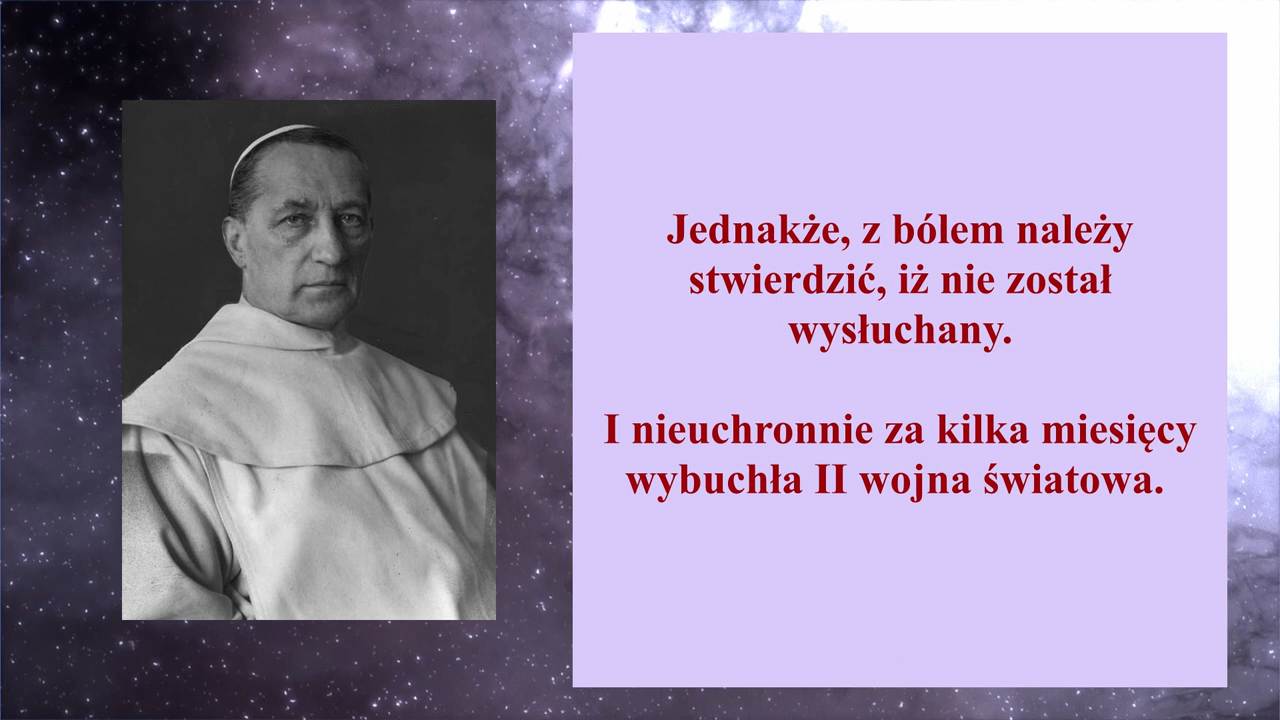 Jednakże, z bólem należy
stwierdzić, iż nie został
wysłuchany.
I nieuchronnie za kilka miesięcy
wybuchła II wojna światowa.